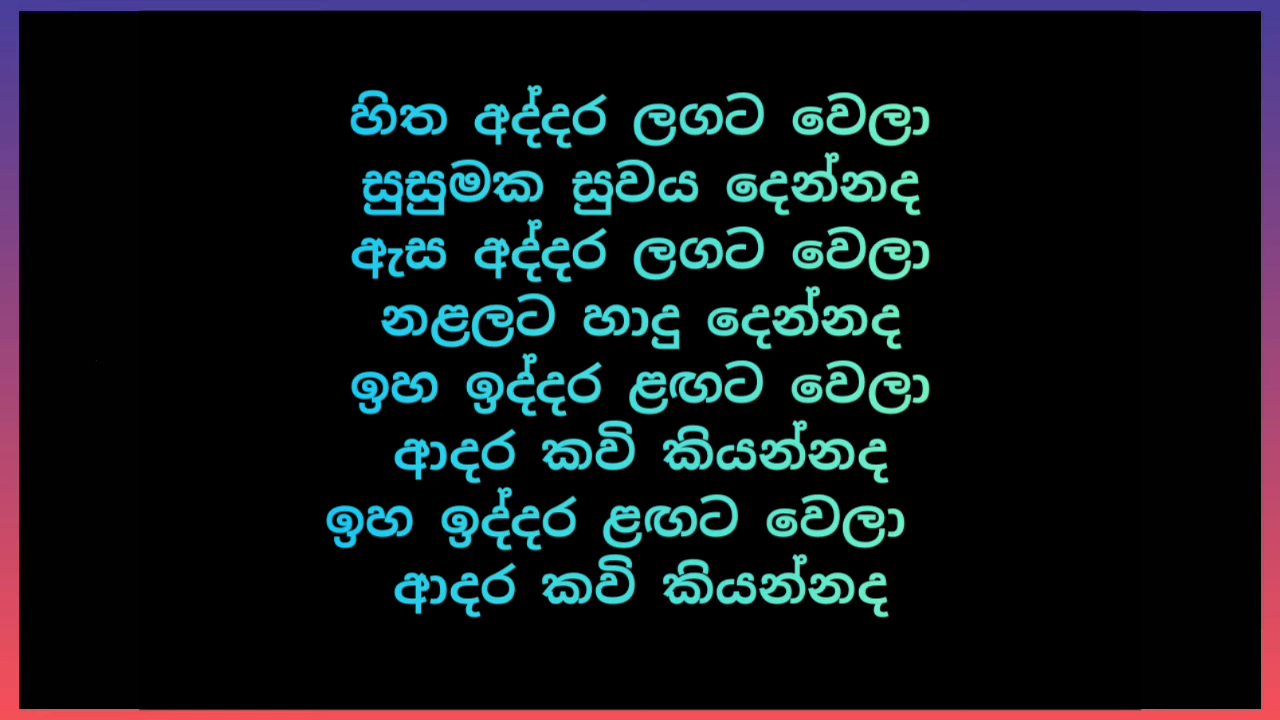 හිත අද්දර ලගට වෙලා
සුසුමක සුවය දෙන්නද
ඇස අද්දර ලගට වෙලා
නළලට හාදු දෙන්නද
ඉහ ඉද්දර ළඟට වෙලා
ආදර කවි කියන්නද
ඉහ ඉද්දර ළඟට වෙලා
ආදර කවි කියන්නද